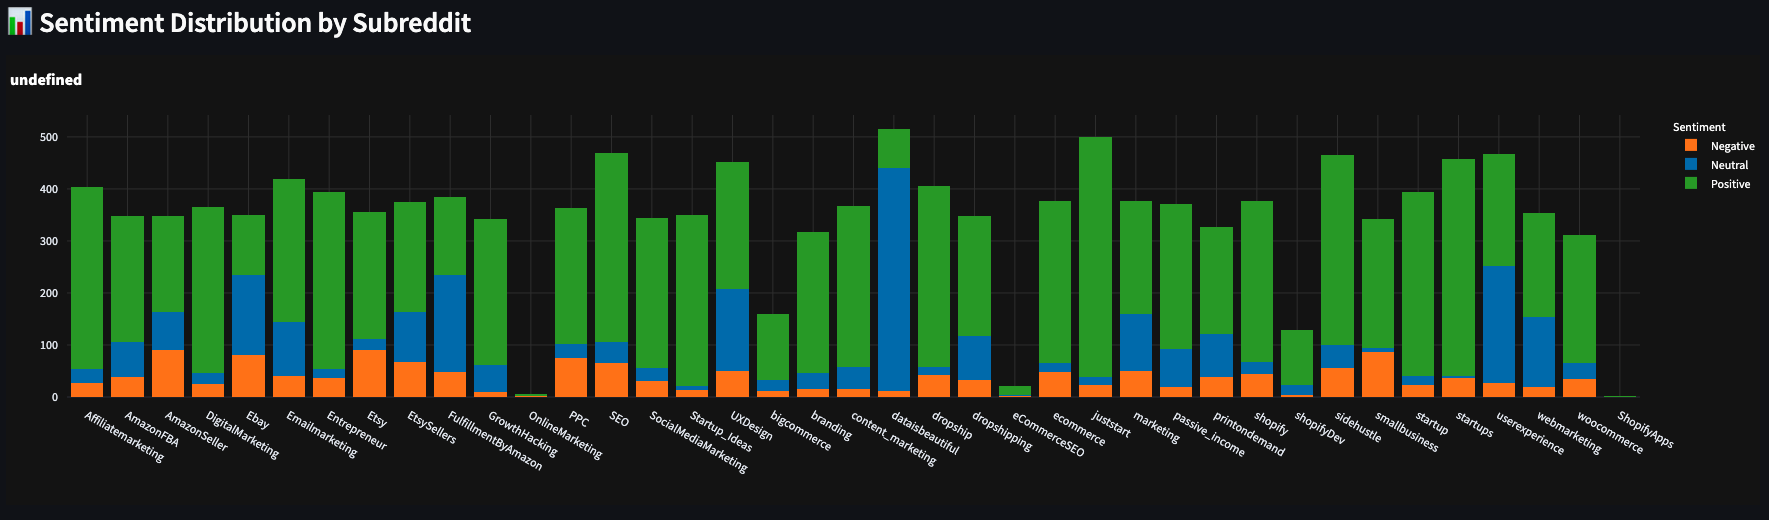 Sentiment Distribution by Subreddit
undefined
Sentiment
Negative
Neutral
Positive
500
400
300
200
100
0
Affiliatemarketing
AmazonFBA
AmazonSeller
DigitalMarketing
Ebay
Emailmarketing
Entrepreneur
Etsy
EtsySellers
FulfillmentByAmazon
GrowthHacking
OnlineMarketing
PPC
SEO
SocialMediaMarketing
Startup_Ideas
UXDesign
bigcommerce
branding
content_marketing
dataisbeautiful
dropship
dropshipping
eCommerceSEO
ecommerce
juststart
marketing
passive_income
printondemand
shopify
shopifyDev
sidehustle
smallbusiness
startup
startups
userexperience
webmarketing
woocommerce
ShopifyApps